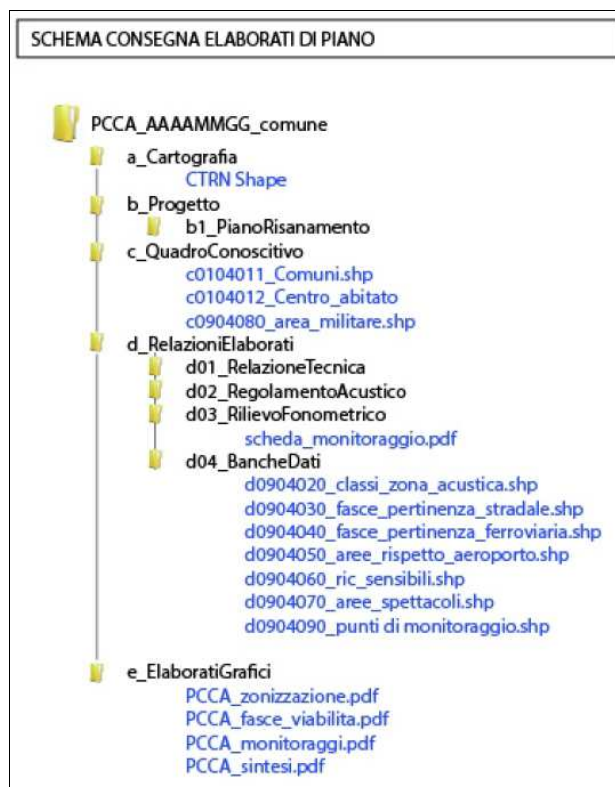 SCHEMA CONSEGNA ELABORATI DI PIANO
PCCA_AAAAMMGG_comune
a_Cartografia
CTRN Shape
b_Progetto
b1_PianoRisanamento
c_QuadroConoscitivo
c0104011_Comuni.shp
c0104012_Centro_abitato
c0904080_area_militare.shp
d_RelazioniElaborati
d01_RelazioneTecnica
d02_RegolamentoAcustico
d03_RilievoFonometrico
scheda_monitoraggio.pdf
d04_BancheDati
d0904020_classi_zona_acustica.shp
d0904030_fasce_pertinenza_stradale.shp
d0904040_fasce_pertinenza_ferroviaria.shp
d0904050_aree_rispetto_aeroporto.shp
d0904060_ric_sensibili.shp
d0904070_aree_spettacoli.shp
d0904090_punti di monitoraggio.shp
e_ElaboratiGrafici
PCCA_zonizzazione.pdf
PCCA_fasce_viabilita.pdf
PCCA_monitoraggi.pdf
PCCA_sintesi.pdf